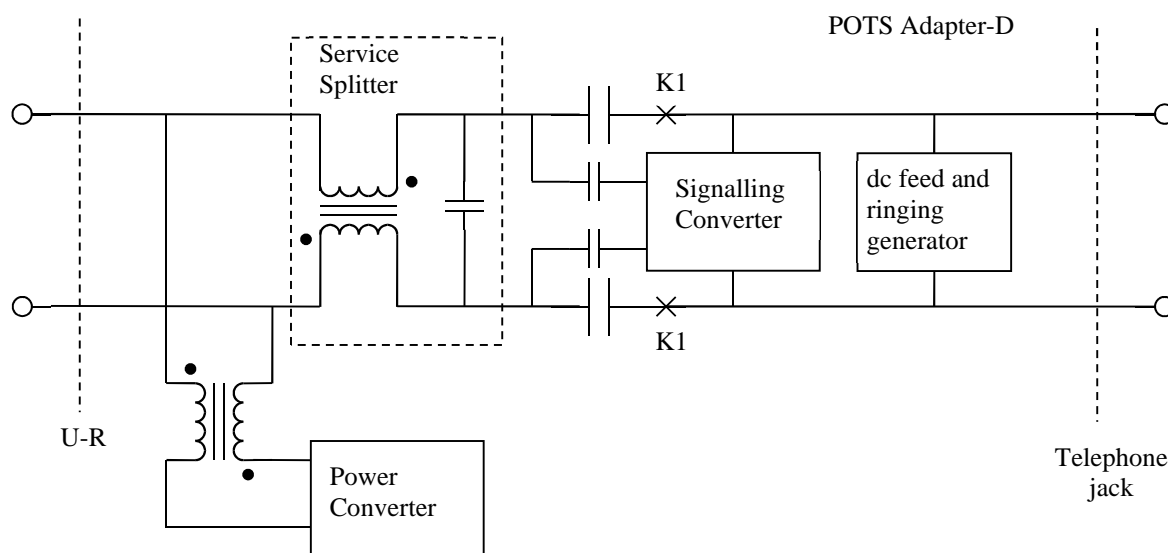 POTS Adapter-D
Service
Splitter
K1
Signalling
Converter
dc feed and
ringing
generator
K1
U-R
Telephone
jack
Power
Converter